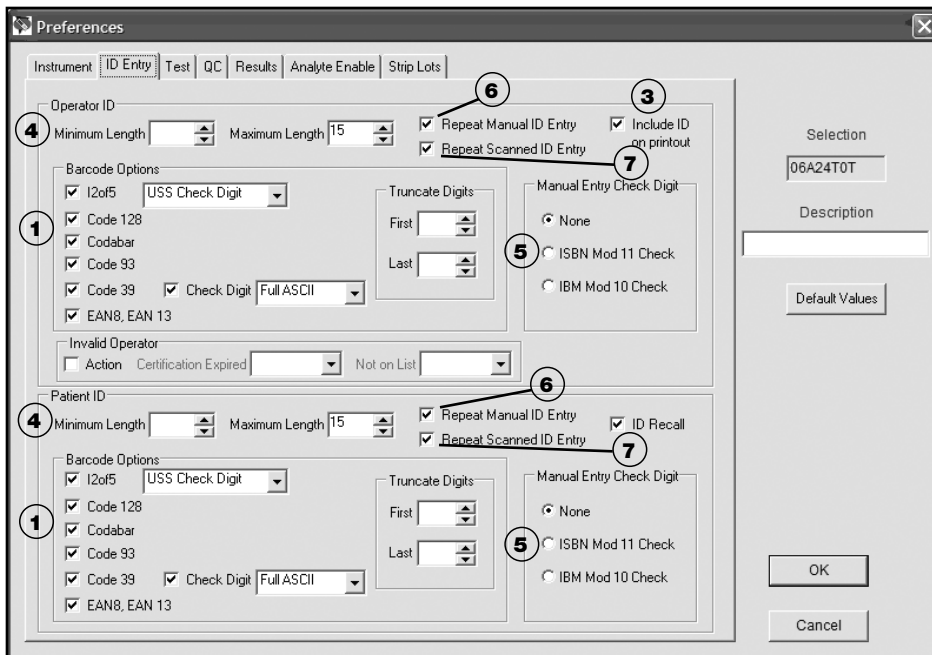 Preferences
Instrument ID Entry Test QC Results Analyte Enable Strip Lots
6
3
Operator ID
4 Minimum Length Maximum Length 15 Repeat Manual ID Entry Include ID
on printout
Repeat Scanned ID Entry
7
Selection
06A24T0T
Description
Default Values
Barcode Options
1
I2of5 USS Check Digit
Code 128
Codabar
Code 93
Code 39 Check Digit Full ASCII
EAN8, EAN 13
Truncate Digits
First
Last
Manual Entry Check Digit
None
5 ISBN Mod 11 Check
IBM Mod 10 Check
Invalid Operator
Action Certification Expired Not on List
6
Patient ID
4 Minimum Length Maximum Length 15 Repeat Manual ID Entry ID Recall
Repeat Scanned ID Entry
7
Barcode Options
1
I2of5 USS Check Digit
Code 128
Codabar
Code 93
Code 39 Check Digit Full ASCII
EAN8, EAN 13
Truncate Digits
First
Last
Manual Entry Check Digit
None
5 ISBN Mod 11 Check
IBM Mod 10 Check
OK
Cancel